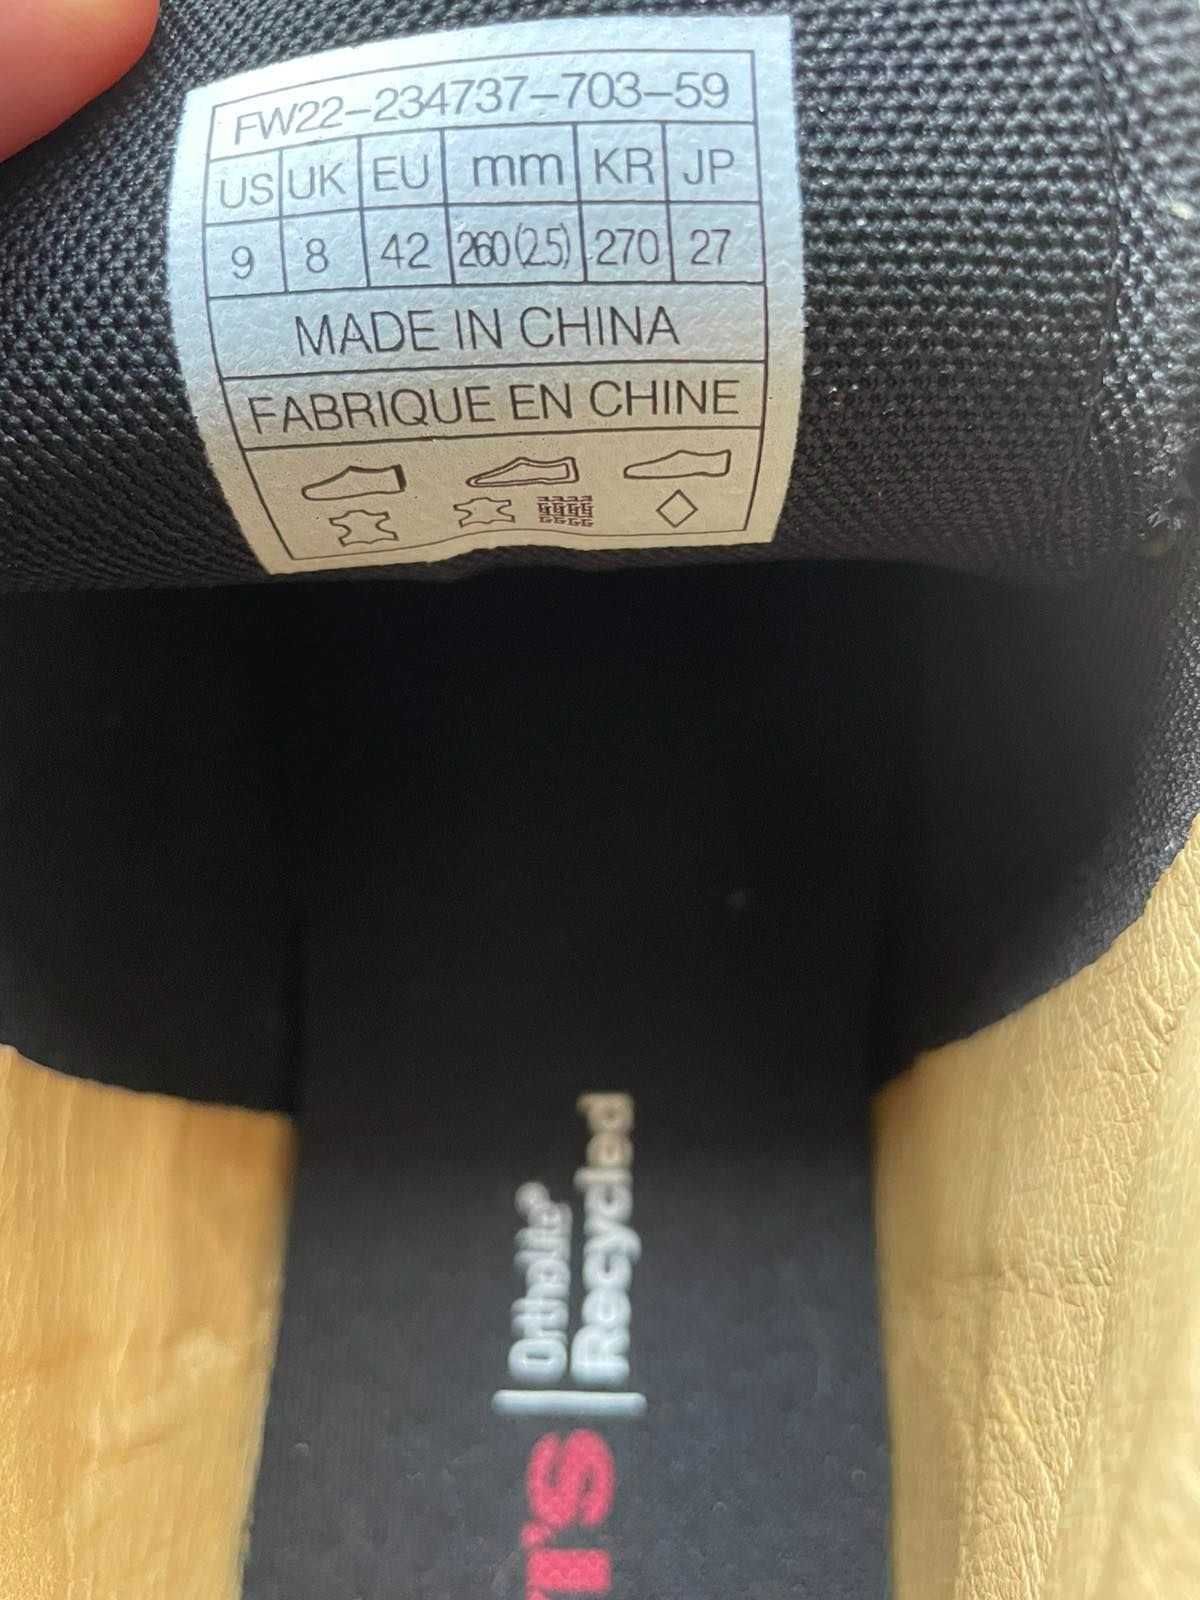 FW22-234737-703-59
US UK EU mm KR JP
9 8 42 260(2.5) 270 27
MADE IN CHINA
FABRIQUE EN CHINE
Ortholite®
Recycled